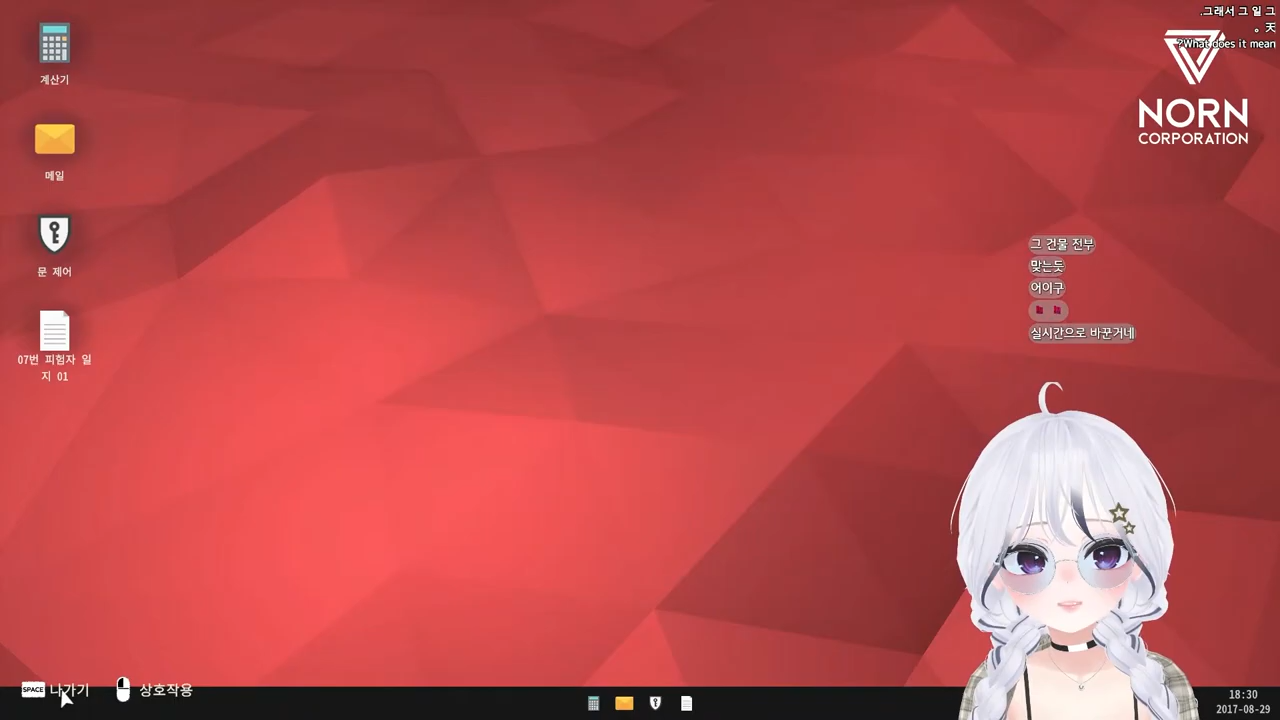 .그래서 그 일 그
。天
?What does it mean
NORN
CORPORATION
계산기
메일
문 제어
07번 피험자 일
지 01
그 건물 전부
맞는듯
어이구
실시간으로 바꾼거네
SPACE 나가기 상호작용
18:30
2017-08-29